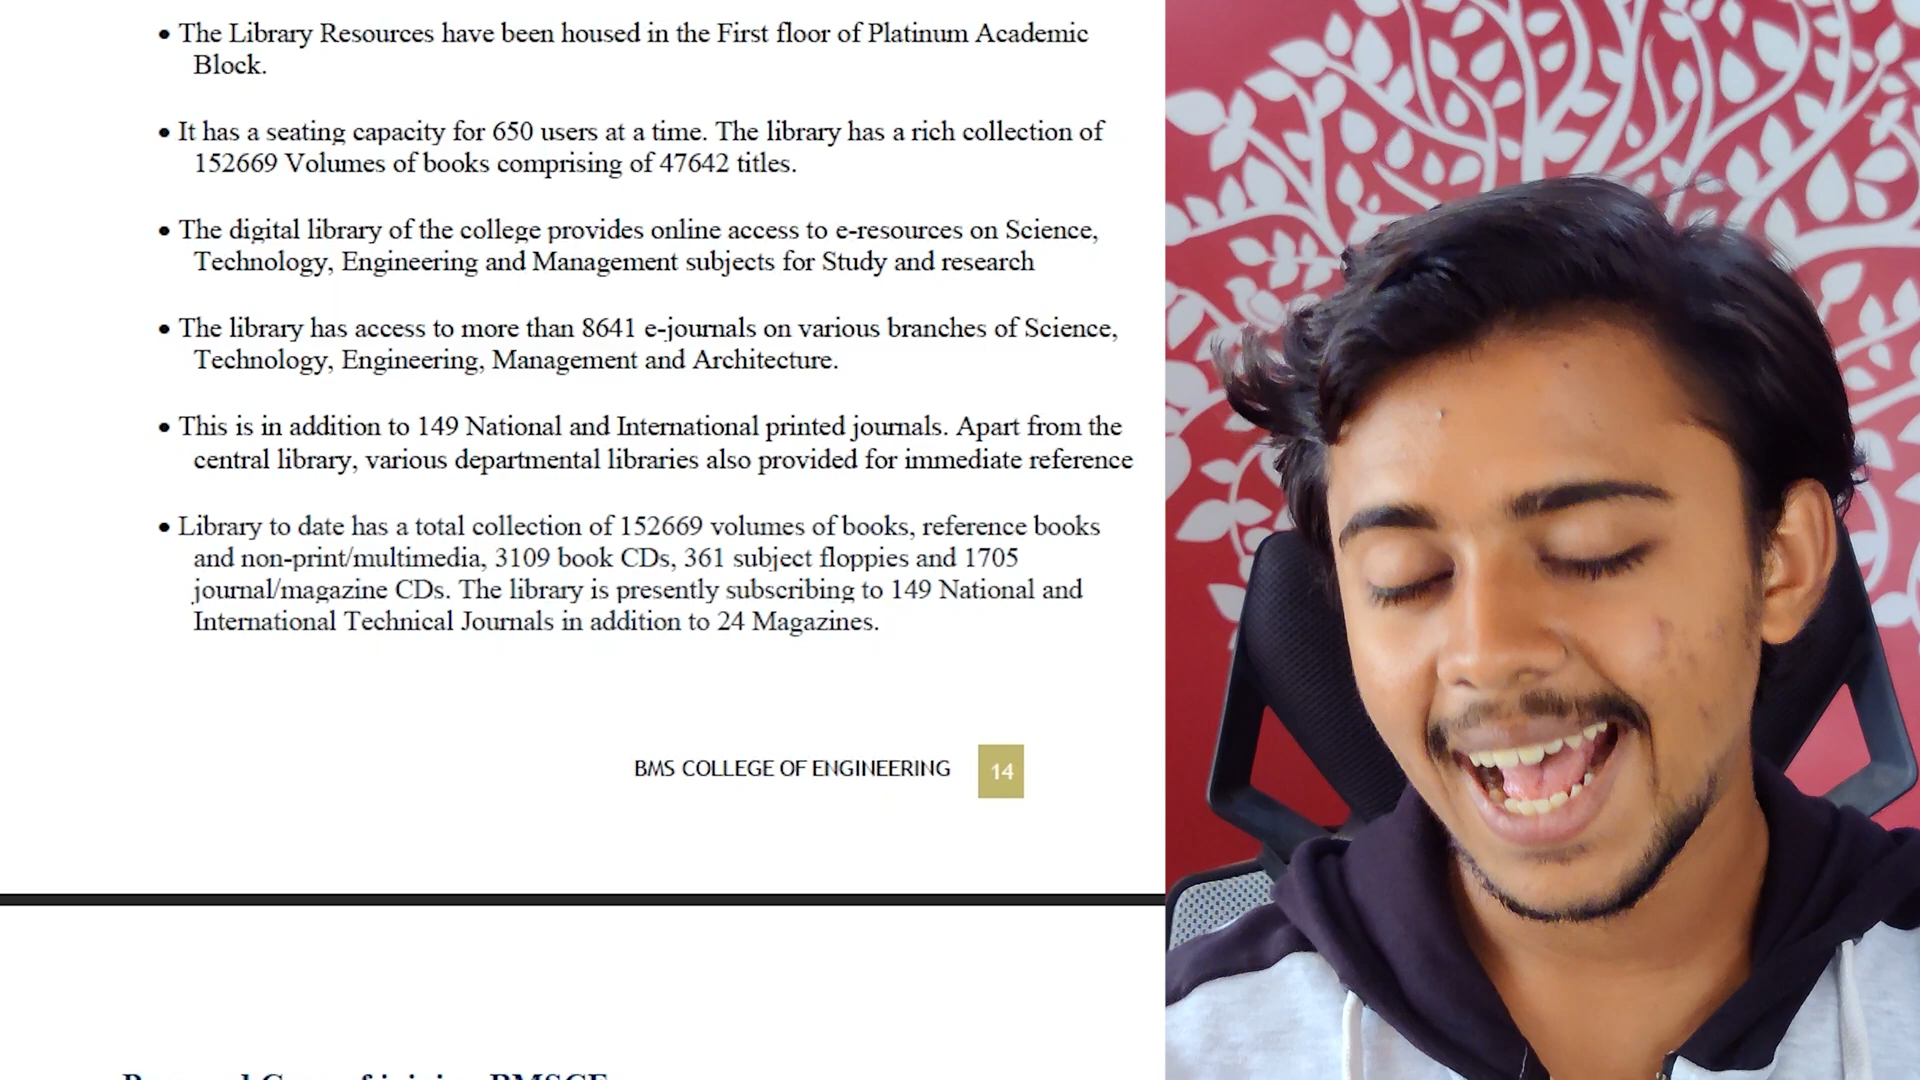 • The Library Resources have been housed in the First floor of Platinum Academic
Block.
• It has a seating capacity for 650 users at a time. The library has a rich collection of
152669 Volumes of books comprising of 47642 titles.
• The digital library of the college provides online access to e-resources on Science,
Technology, Engineering and Management subjects for Study and research
• The library has access to more than 8641 e-journals on various branches of Science,
Technology, Engineering, Management and Architecture.
• This is in addition to 149 National and International printed journals. Apart from the
central library, various departmental libraries also provided for immediate reference
• Library to date has a total collection of 152669 volumes of books, reference books
and non-print/multimedia, 3109 book CDs, 361 subject floppies and 1705
journal/magazine CDs. The library is presently subscribing to 149 National and
International Technical Journals in addition to 24 Magazines.
BMS COLLEGE OF ENGINEERING 14
BMSCE